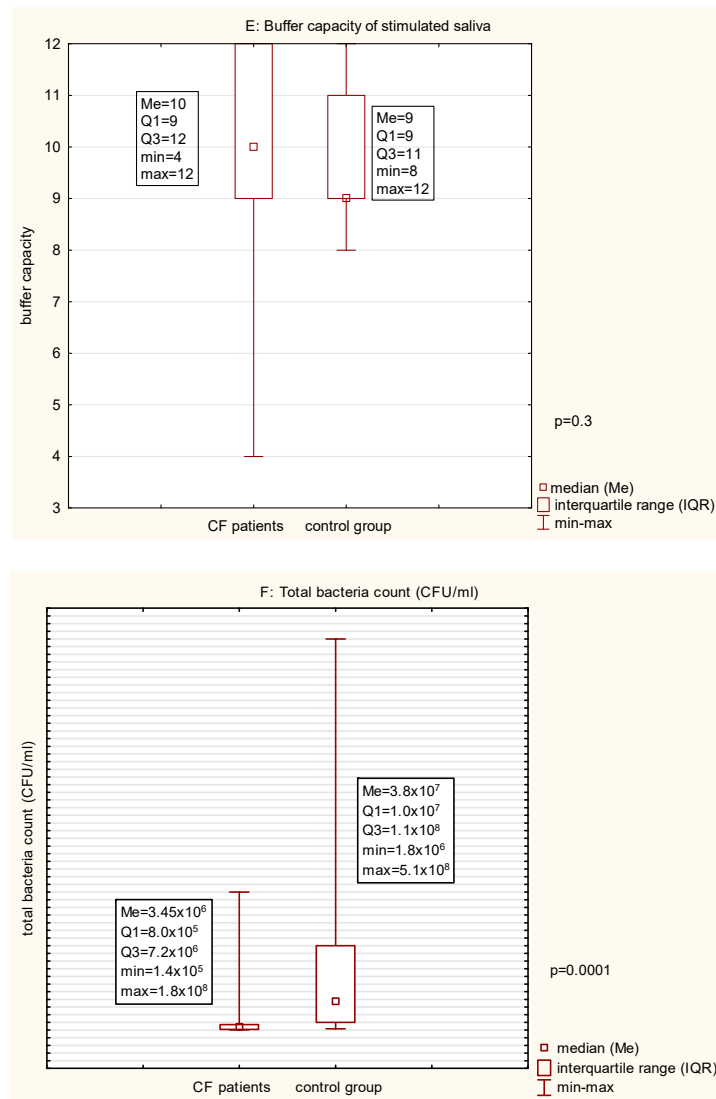 E: Buffer capacity of stimulated saliva
12
11
10
9
8
7
6
5
4
3
buffer capacity
Me=10
Q1=9
Q3=12
min=4
max=12
Me=9
Q1=9
Q3=11
min=8
max=12
p=0.3
CF patients control group
median (Me)
interquartile range (IQR)
min-max
F: Total bacteria count (CFU/ml)
total bacteria count (CFU/ml)
Me=3.8x10⁷
Q1=1.0x10⁷
Q3=1.1x10⁸
min=1.8x10⁶
max=5.1x10⁸
Me=3.45x10⁶
Q1=8.0x10⁵
Q3=7.2x10⁶
min=1.4x10⁵
max=1.8x10⁸
p=0.0001
CF patients control group
median (Me)
interquartile range (IQR)
min-max